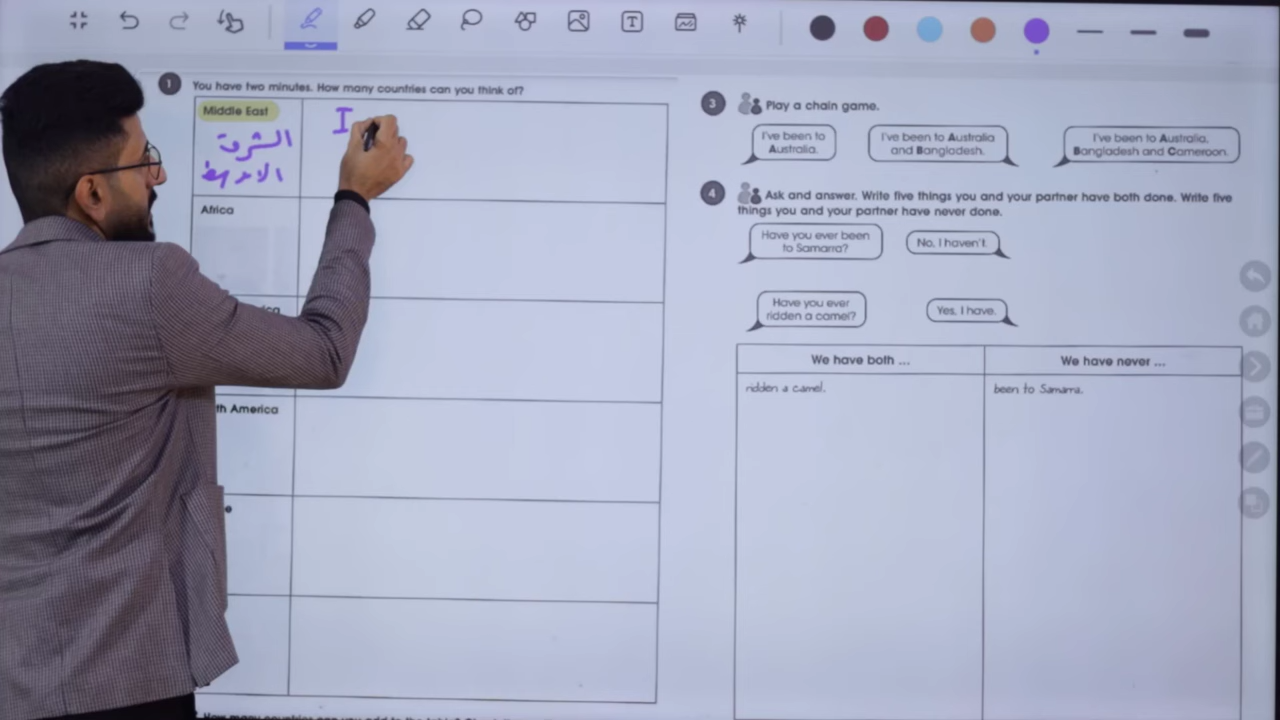 1
You have two minutes. How many countries can you think of?
Middle East
الشرق
الاوسط
I
Africa
ica
th America
e
3
Play a chain game.
I've been to
Australia.
I've been to Australia
and Bangladesh.
I've been to Australia,
Bangladesh and Cameroon.
4
Ask and answer. Write five things you and your partner have both done. Write five
things you and your partner have never done.
Have you ever been
to Samarra?
No, I haven't.
Have you ever
ridden a camel?
Yes, I have.
We have both ...
We have never ...
ridden a camel.
been to Samarra.